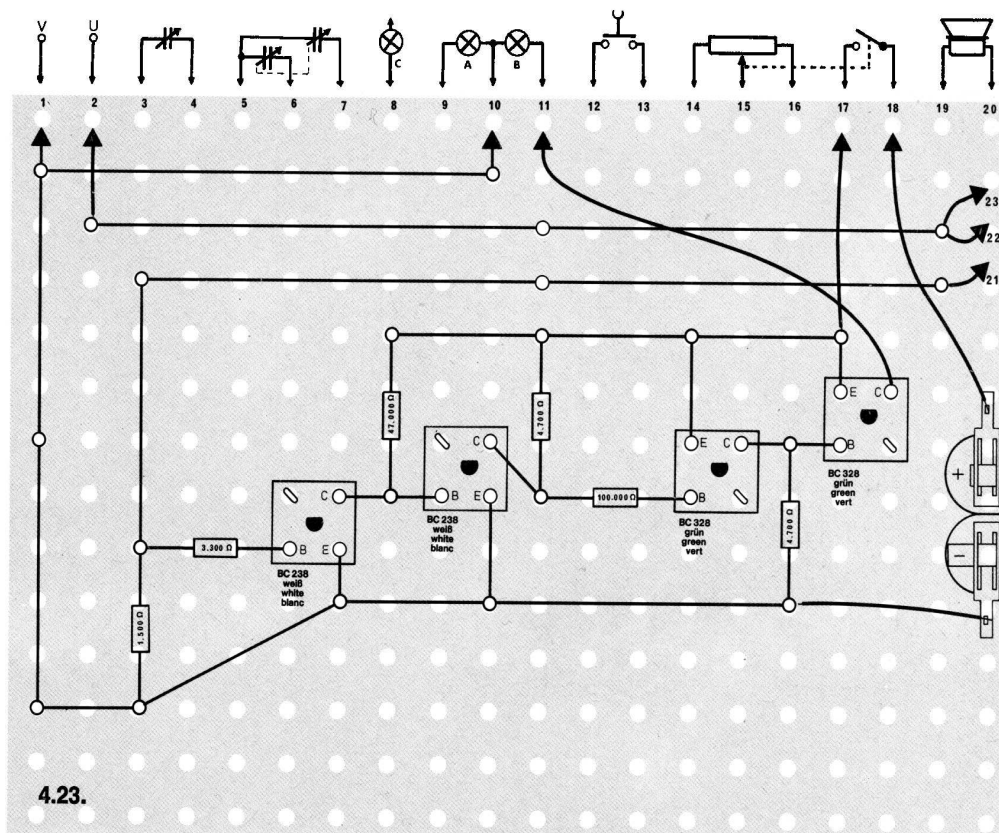 V U
C A B
1 2 3 4 5 6 7 8 9 10 11 12 13 14 15 16 17 18 19 20
23
22
21
E C
B
BC 328
grün
green
vert
47.000 Ω
4.700 Ω
C
B E
BC 238
weiß
white
blanc
E C
B
BC 328
grün
green
vert
100.000 Ω
4.700 Ω
+
−
C
B E
BC 238
weiß
white
blanc
3.300 Ω
1.500 Ω
4.23.